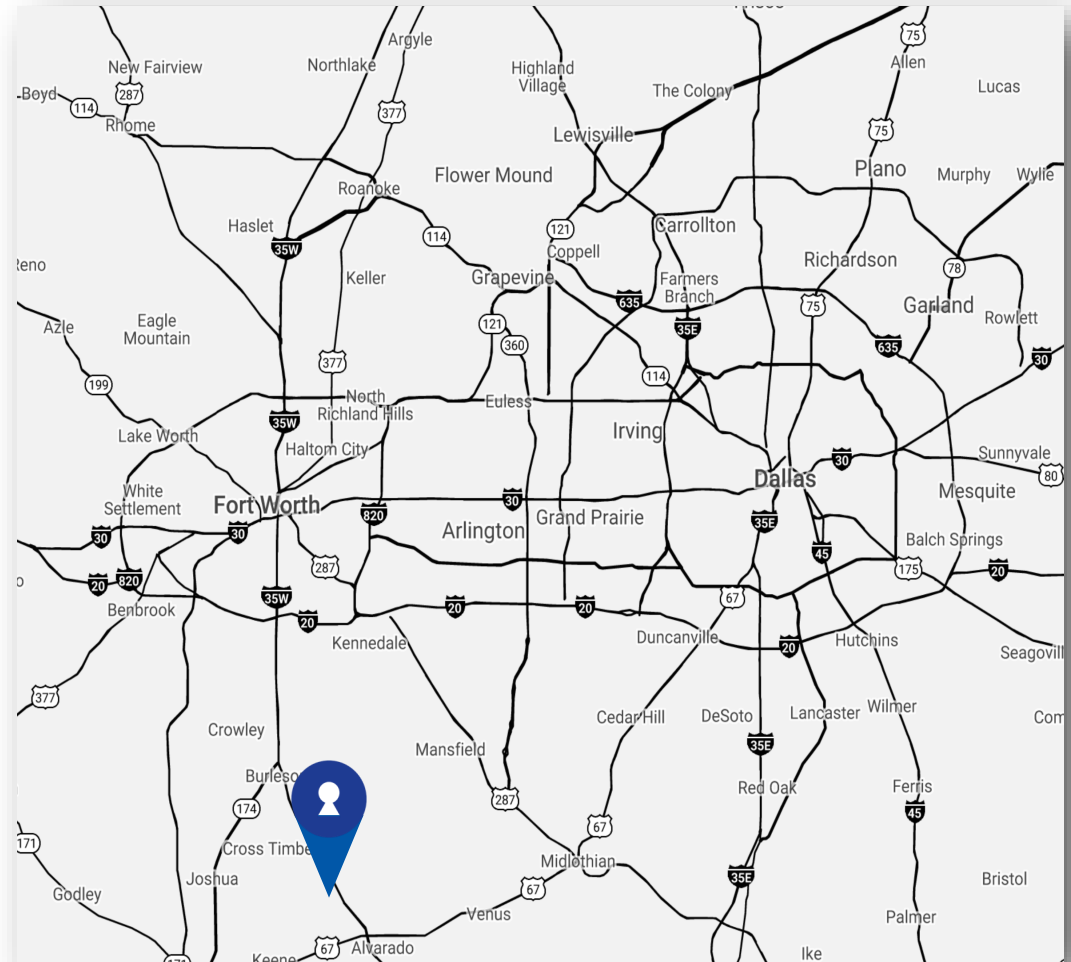 Argyle
75
New Fairview
Northlake
Highland
Village
Allen
Lucas
Boyd
287
114
377
The Colony
Rhome
Lewisville
75
Flower Mound
Plano
Murphy
Wylie
Roanoke
Haslet
35W
114
121
Carrollton
Coppell
Richardson
78
Keller
Grapevine
635
Farmers
Branch
75
Garland
Rowlett
Azle
Eagle
Mountain
121
360
35E
635
30
377
199
114
North
Richland Hills
Euless
35W
Irving
Lake Worth
Haltom City
30
Sunnyvale
80
Dallas
White
Settlement
Fort Worth
30
820
Arlington
Grand Prairie
35E
Mesquite
30
30
45
Balch Springs
287
175
20
20
820
35W
67
Benbrook
20
20
20
Kennedale
Duncanville
20
Hutchins
377
Crowley
Cedar Hill
DeSoto
Lancaster
Wilmer
Mansfield
35E
287
Red Oak
Ferris
174
67
45
171
Cross Timbe
Midlothian
Joshua
35E
Godley
67
Bristol
Venus
Palmer
67
Alvarado
Keene
Ike